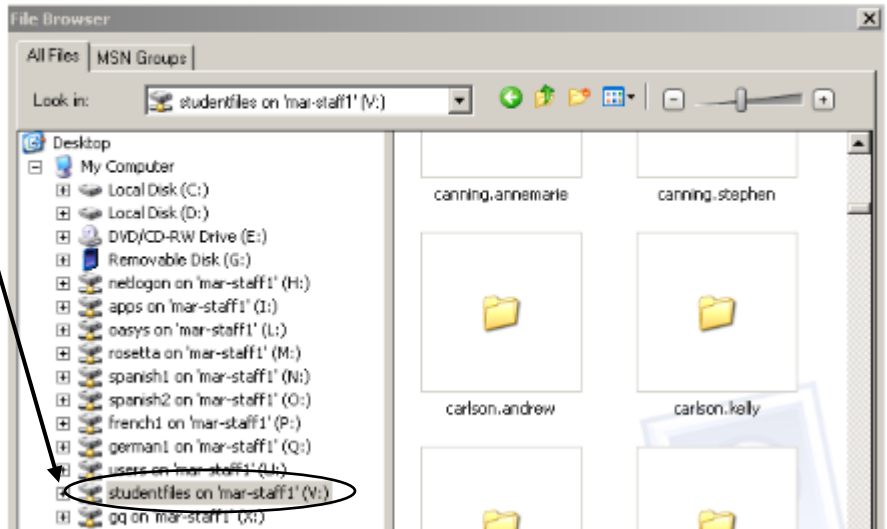 File Browser
All Files
MSN Groups
Look in:
studentfiles on 'mar-staff1' (V:)
Desktop
My Computer
Local Disk (C:)
Local Disk (D:)
DVD/CD-RW Drive (E:)
Removable Disk (G:)
netlogon on 'mar-staff1' (H:)
apps on 'mar-staff1' (I:)
oasys on 'mar-staff1' (L:)
rosetta on 'mar-staff1' (M:)
spanish1 on 'mar-staff1' (N:)
spanish2 on 'mar-staff1' (O:)
french1 on 'mar-staff1' (P:)
german1 on 'mar-staff1' (Q:)
users on 'mar-staff1' (U:)
studentfiles on 'mar-staff1' (V:)
gq on 'mar-staff1' (X:)
canning.annemarie
canning.stephen
carlson.andrew
carlson.kelly